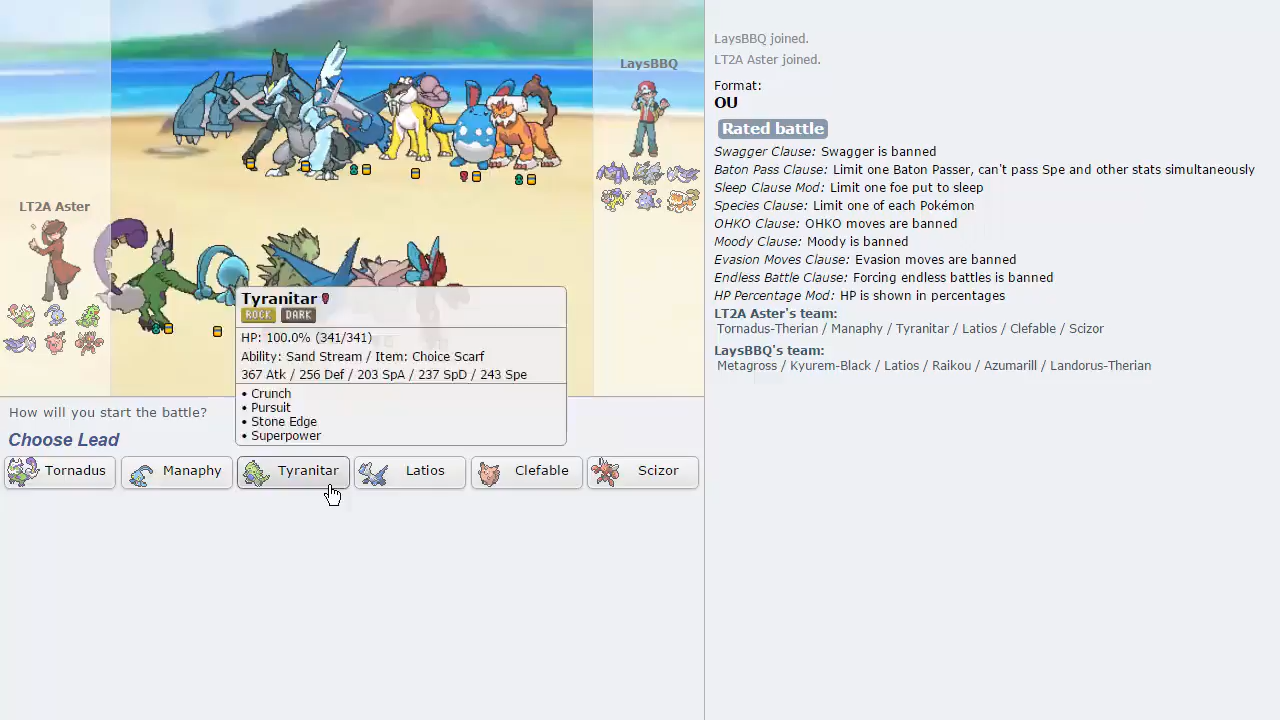 LaysBBQ
LT2A Aster
Tyranitar
ROCK DARK
HP: 100.0% (341/341)
Ability: Sand Stream / Item: Choice Scarf
367 Atk / 256 Def / 203 SpA / 237 SpD / 243 Spe
• Crunch
• Pursuit
• Stone Edge
• Superpower
How will you start the battle?
Choose Lead
Tornadus
Manaphy
Tyranitar
Latios
Clefable
Scizor
LaysBBQ joined.
LT2A Aster joined.
Format:
OU
Rated battle
Swagger Clause: Swagger is banned
Baton Pass Clause: Limit one Baton Passer, can't pass Spe and other stats simultaneously
Sleep Clause Mod: Limit one foe put to sleep
Species Clause: Limit one of each Pokémon
OHKO Clause: OHKO moves are banned
Moody Clause: Moody is banned
Evasion Moves Clause: Evasion moves are banned
Endless Battle Clause: Forcing endless battles is banned
HP Percentage Mod: HP is shown in percentages
LT2A Aster's team:
Tornadus-Therian / Manaphy / Tyranitar / Latios / Clefable / Scizor
LaysBBQ's team:
Metagross / Kyurem-Black / Latios / Raikou / Azumarill / Landorus-Therian